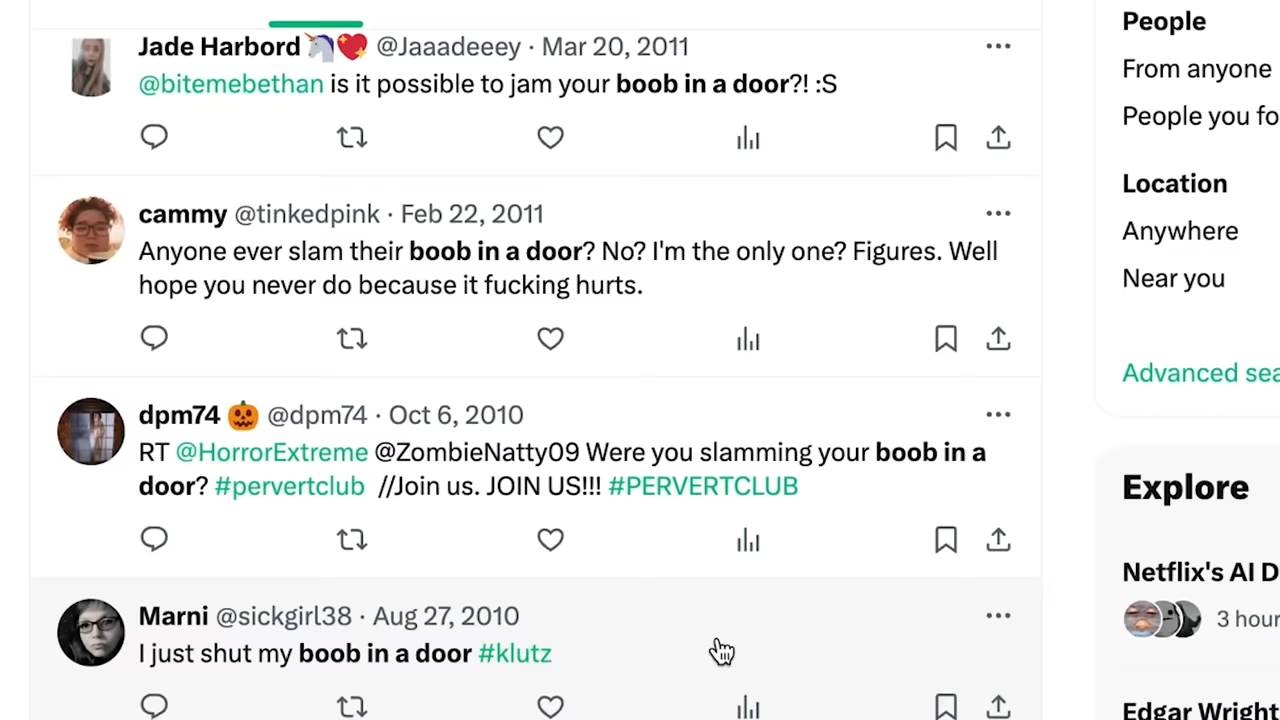 Jade Harbord🦄💖 @Jaaadeeey · Mar 20, 2011
@bitemebethan is it possible to jam your boob in a door?! :S
cammy @tinkedpink · Feb 22, 2011
Anyone ever slam their boob in a door? No? I'm the only one? Figures. Well
hope you never do because it fucking hurts.
dpm74 🎃 @dpm74 · Oct 6, 2010
RT @HorrorExtreme @ZombieNatty09 Were you slamming your boob in a
door? #pervertclub //Join us. JOIN US!!! #PERVERTCLUB
Marni @sickgirl38 · Aug 27, 2010
I just shut my boob in a door #klutz
People
From anyone
People you fo
Location
Anywhere
Near you
Advanced sea
Explore
Netflix's AI D
3 hour
Edgar Wright